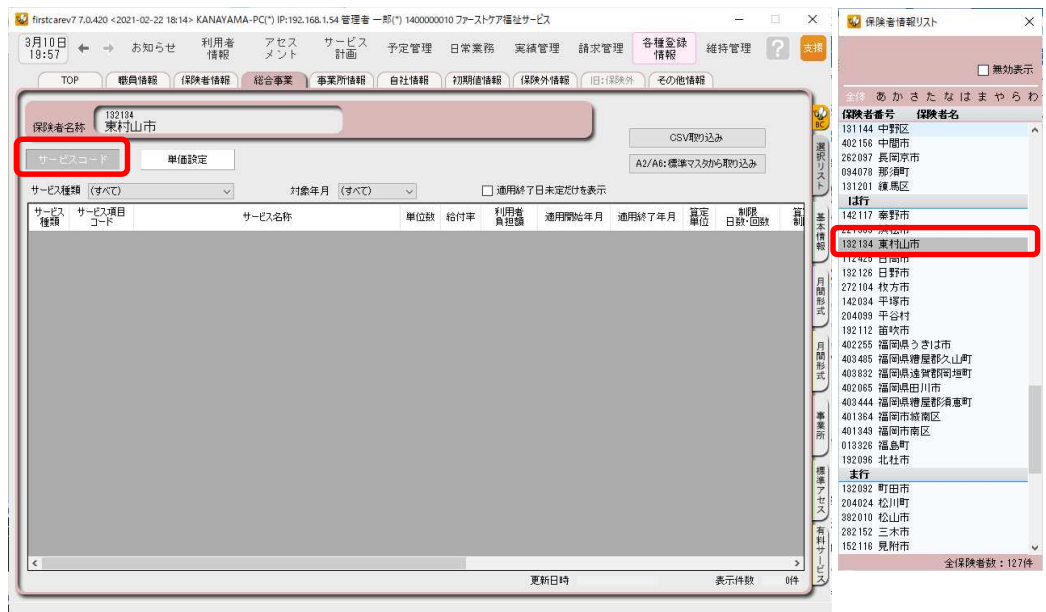 firstcarev7 7.0.420 <2021-02-22 18:14> KANAYAMA-PC(*) IP:192.168.1.54 管理者 一郎(*) 1400000010 ファーストケア福祉サービス
3月10日
19:57
← → お知らせ 利用者情報 アセスメント サービス計画 予定管理 日常業務 実績管理 請求管理 各種登録情報 維持管理 ? 支援
TOP 職員情報 保険者情報 総合事業 事業所情報 自社情報 初期値情報 保険外情報 旧:保険外 その他情報
保険者名称 132134
東村山市
サービスコード 単価設定
CSV取り込み
A2/A6:標準マスタから取り込み
サービス種類 (すべて) 対象年月 (すべて) 適用終了日未定だけを表示
サービス種類 サービス項目コード サービス名称 単位数 給付率 利用者負担額 適用開始年月 適用終了年月 算定単位 制限日数・回数
更新日時 表示件数 0件
BC
選択リスト
基本情報
月間形式
月間形式
事業所
標準アセス
有料サービス
保険者情報リスト
無効表示
全体 あ か さ た な は ま や ら わ
保険者番号 保険者名
131144 中野区
402156 中間市
262097 長岡京市
094078 那須町
131201 練馬区
は行
142117 秦野市
132134 東村山市
132126 日野市
272104 枚方市
142034 平塚市
204099 平谷村
192112 笛吹市
402255 福岡県うきは市
403485 福岡県糟屋郡久山町
403832 福岡県遠賀郡岡垣町
402065 福岡県田川市
403444 福岡県糟屋郡須恵町
401364 福岡市城南区
401349 福岡市南区
013326 福島町
192096 北杜市
ま行
132092 町田市
204024 松川町
382010 松山市
282152 三木市
152116 見附市
全保険者数：127件